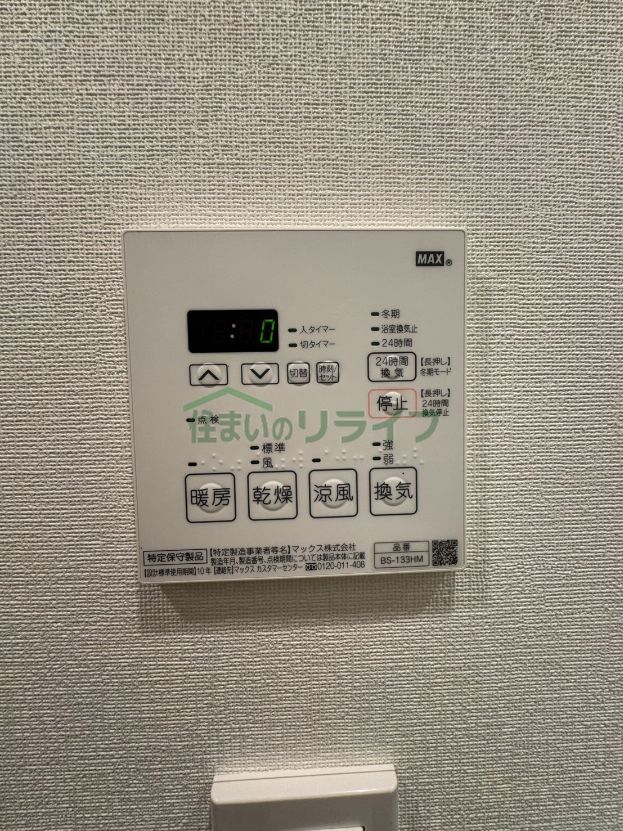 MAX®
:0
入タイマー
切タイマー
冬期
浴室換気止
24時間
切替
時刻/セット
24時間
換気
【長押し】
冬期モード
停止
【長押し】
24時間
換気停止
点検
住まいのリライフ
標準
風
強
弱
暖房
乾燥
涼風
換気
特定保守製品
【特定製造事業者等名】マックス株式会社
製造年月、製造番号、点検期間については製品本体に記載
【設計標準使用期間】10年【連絡先】マックス カスタマーセンター 0120-011-408
品番
BS-133HM